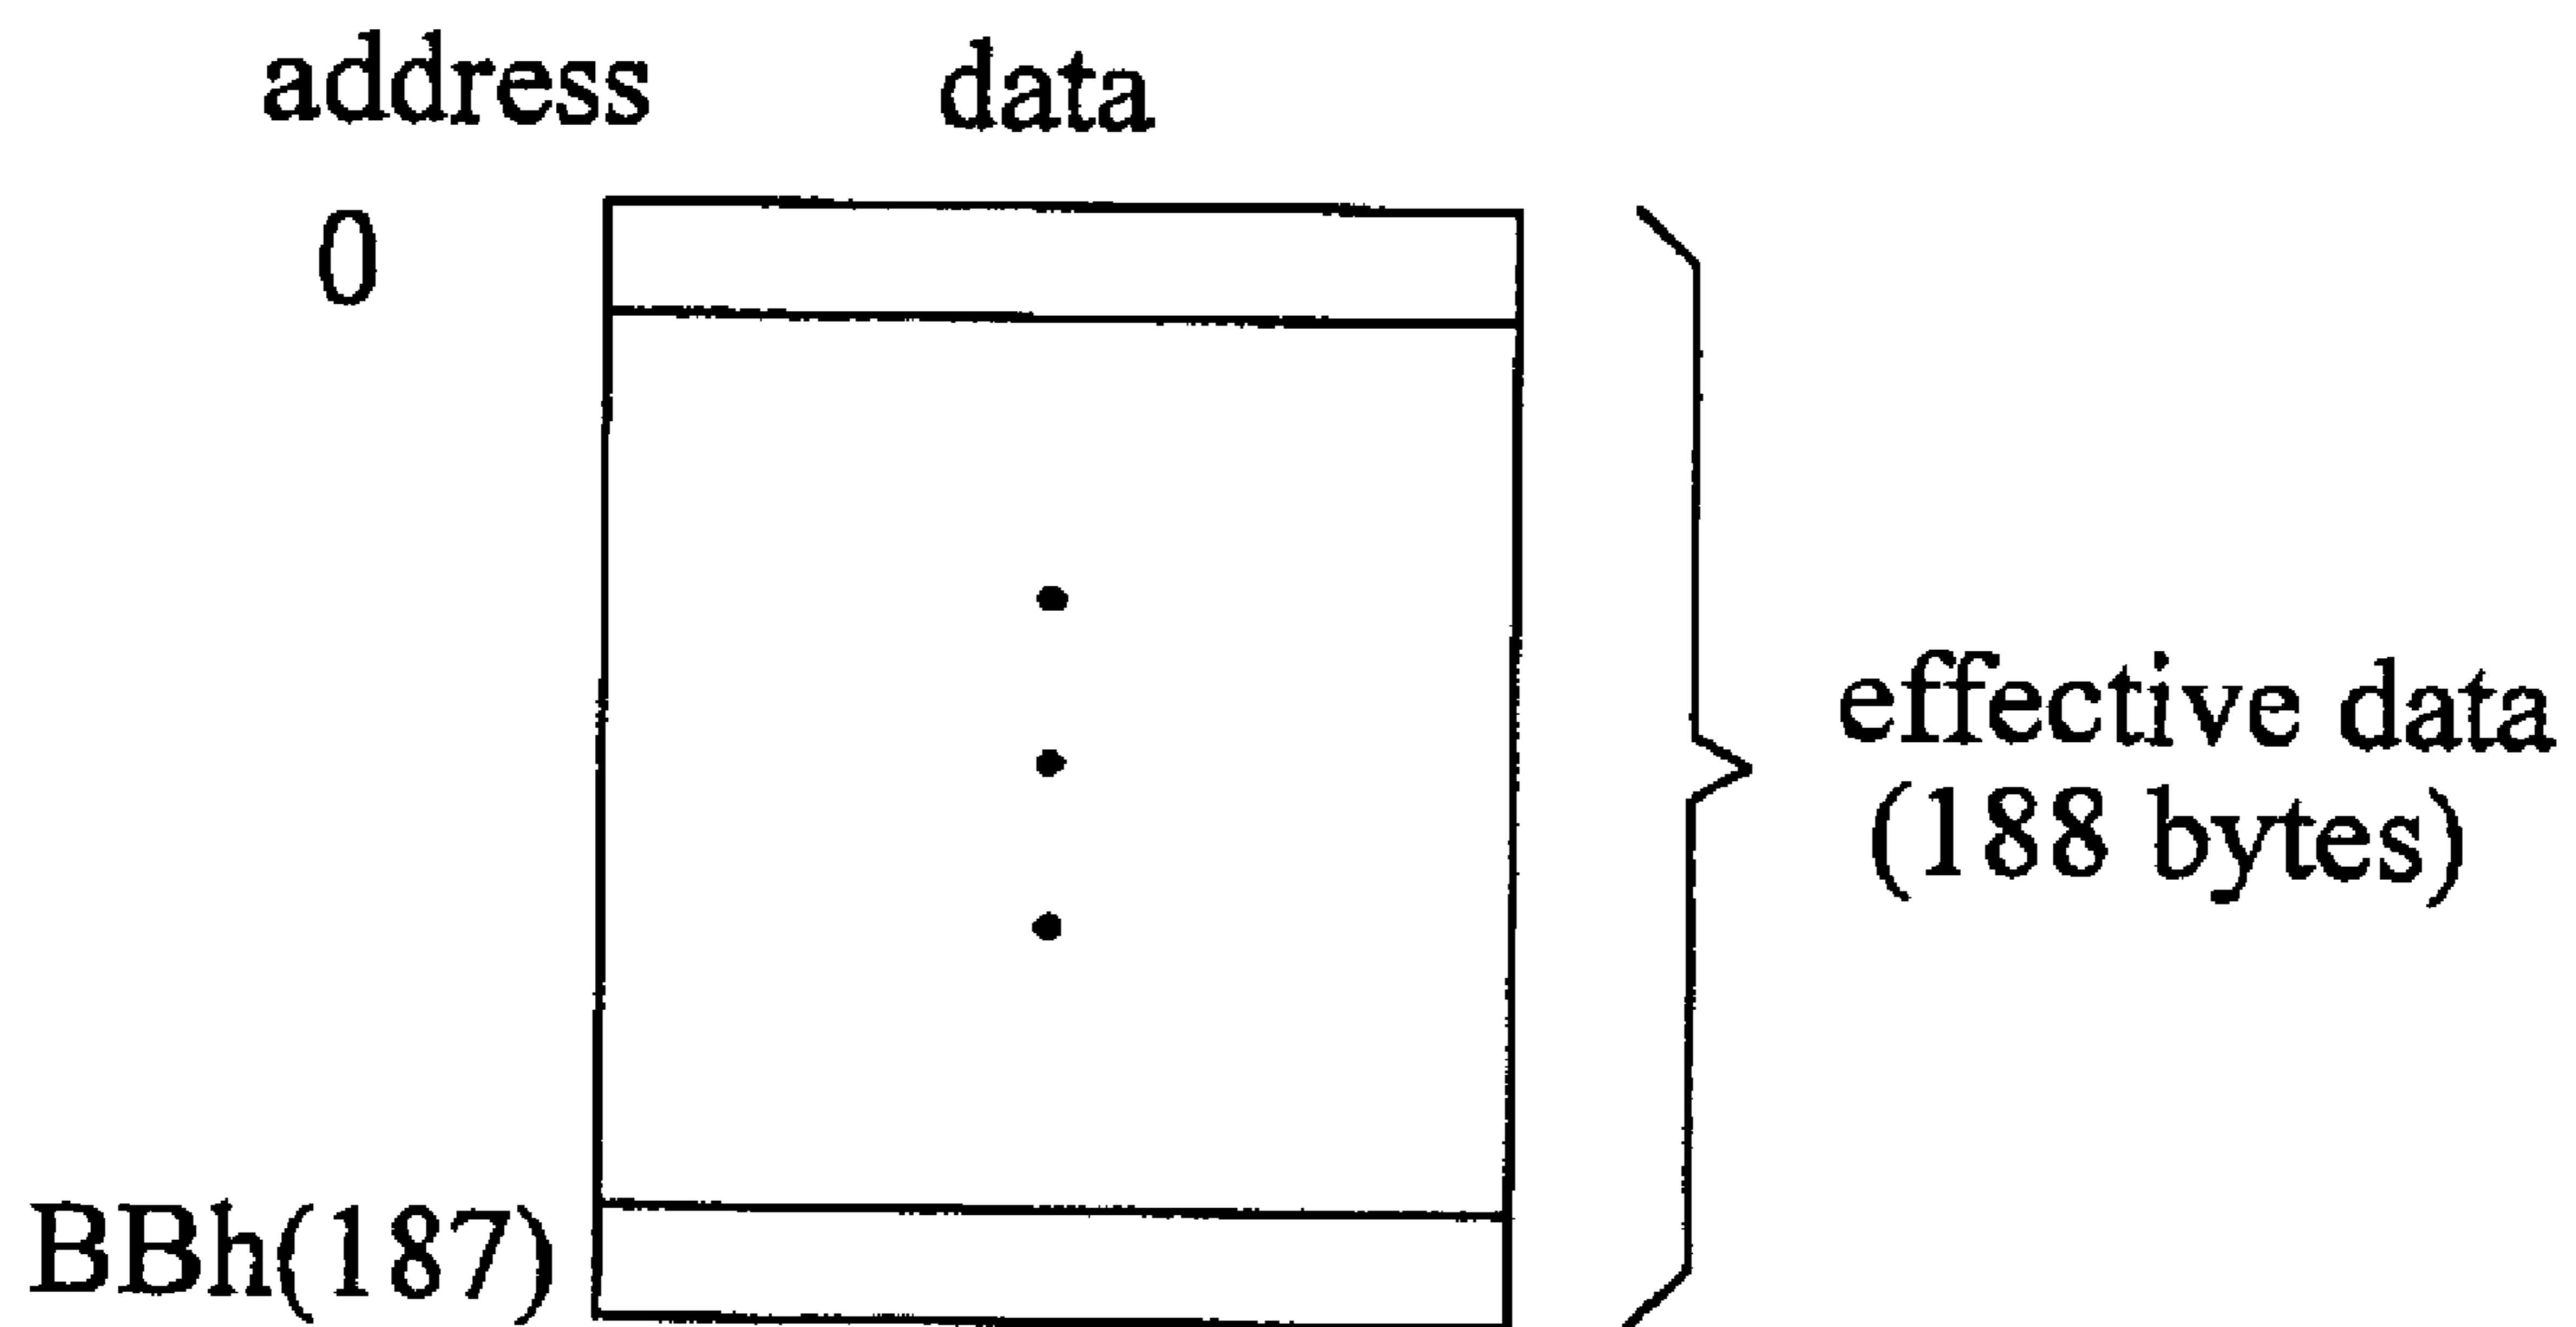 address data
0
effective data
(188 bytes)
BBh(187)